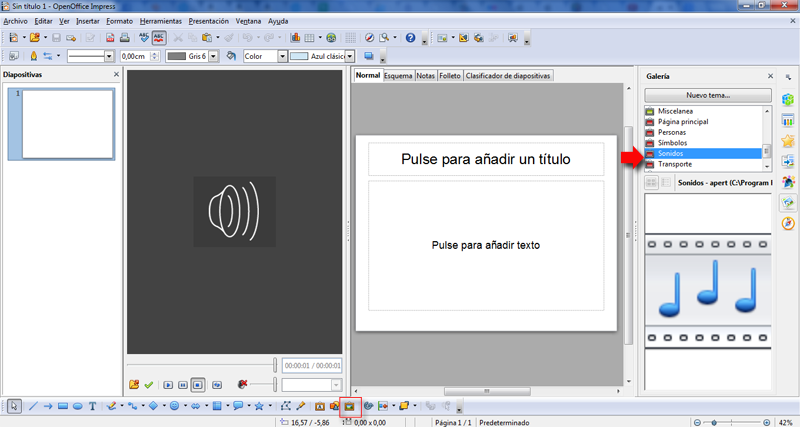 Sin título 1 - OpenOffice Impress
Archivo Editar Ver Insertar Formato Herramientas Presentación Ventana Ayuda
0,00cm Gris 6 Color Azul clásic
Diapositivas
1
00:00:01 / 00:00:01
Normal Esquema Notas Folleto Clasificador de diapositivas
Pulse para añadir un título
Pulse para añadir texto
Galería
Nuevo tema...
Miscelanea
Página principal
Personas
Símbolos
Sonidos
Transporte
Sonidos - apert (C:\Program
16,57 / -5,86 0,00 x 0,00 Página 1 / 1 Predeterminado 42%